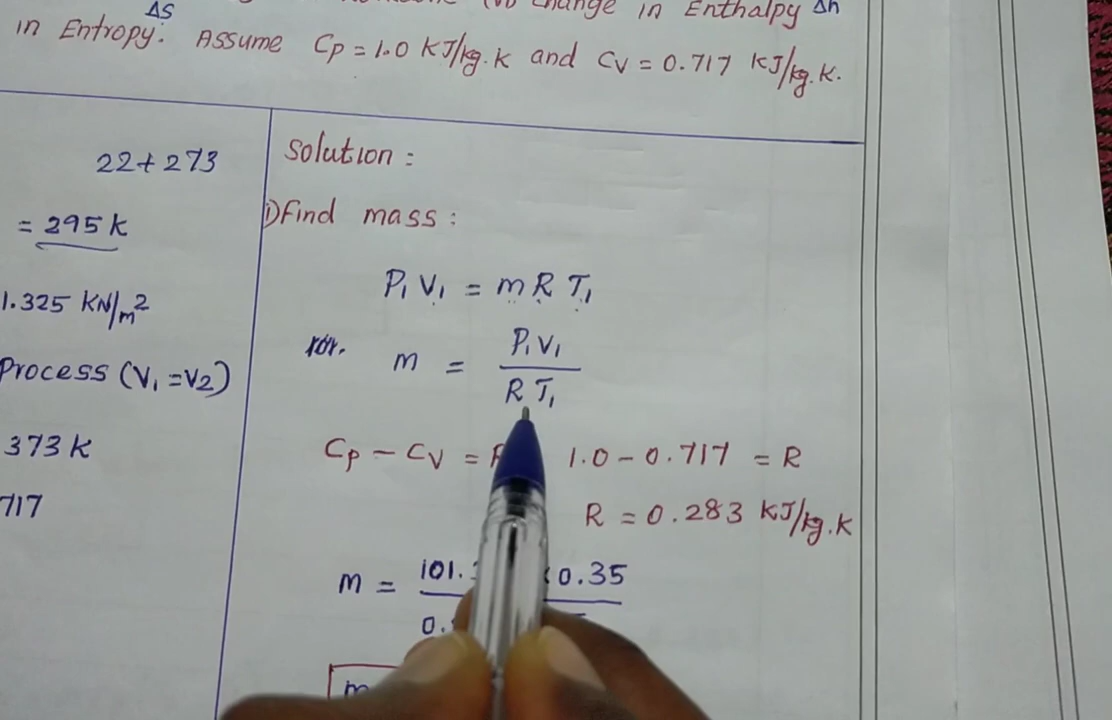 change in Enthalpy Δh
ΔS
in Entropy. Assume Cp = 1.0 KJ/kg.K and Cv = 0.717 KJ/kg.K.
22 + 273
= 295 K
1.325 KN/m²
Process (V₁ = V₂)
373 K
717
Solution :
1) Find mass :
P₁ V₁ = m R T₁
m = P₁V₁ / R T₁
Cp - Cv = R 1.0 - 0.717 = R
R = 0.283 KJ/kg.K
m = 101. 0.35
0.
m